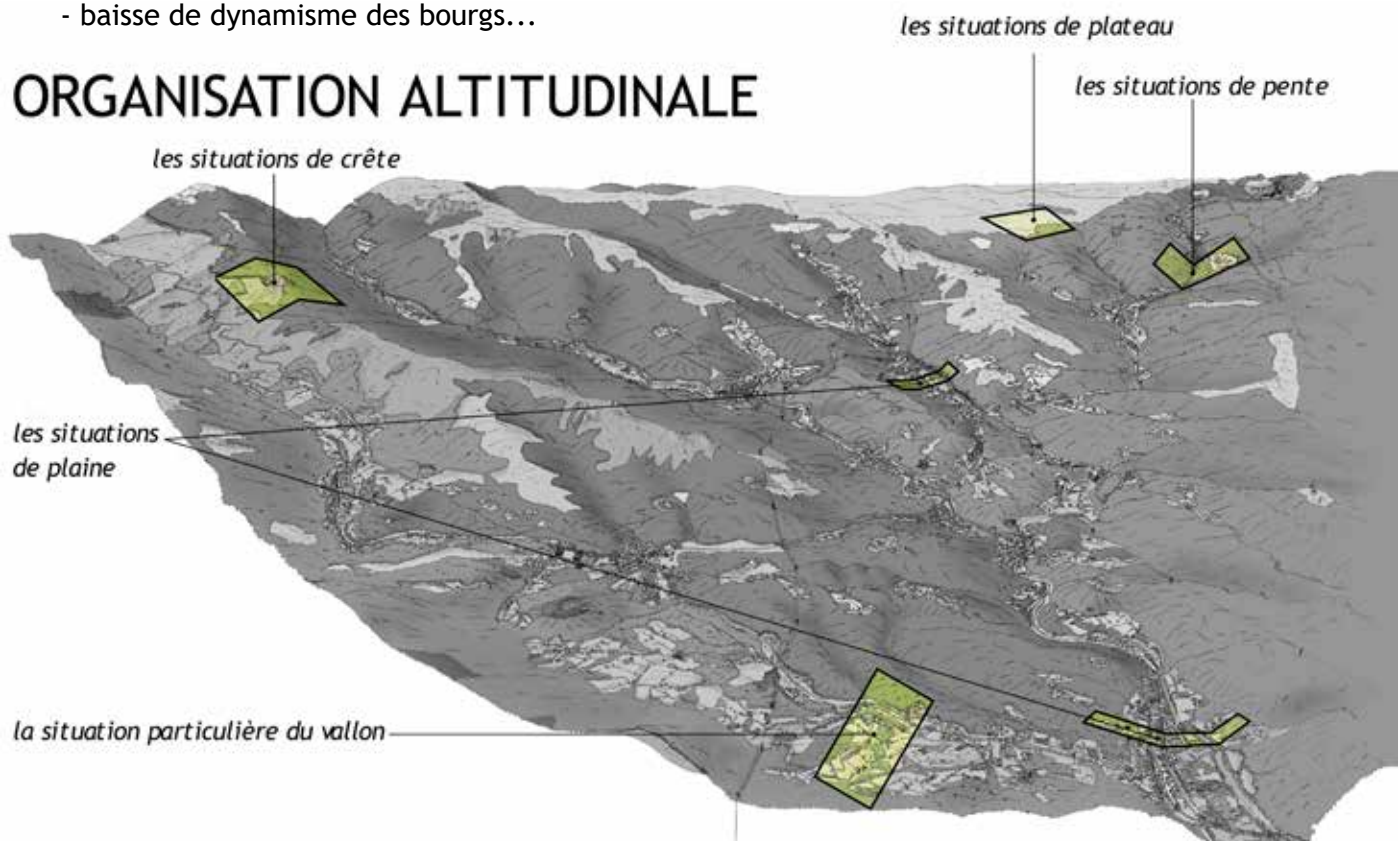 - baisse de dynamisme des bourgs...
les situations de plateau
ORGANISATION ALTITUDINALE
les situations de pente
les situations de crête
les situations
de plaine
la situation particulière du vallon